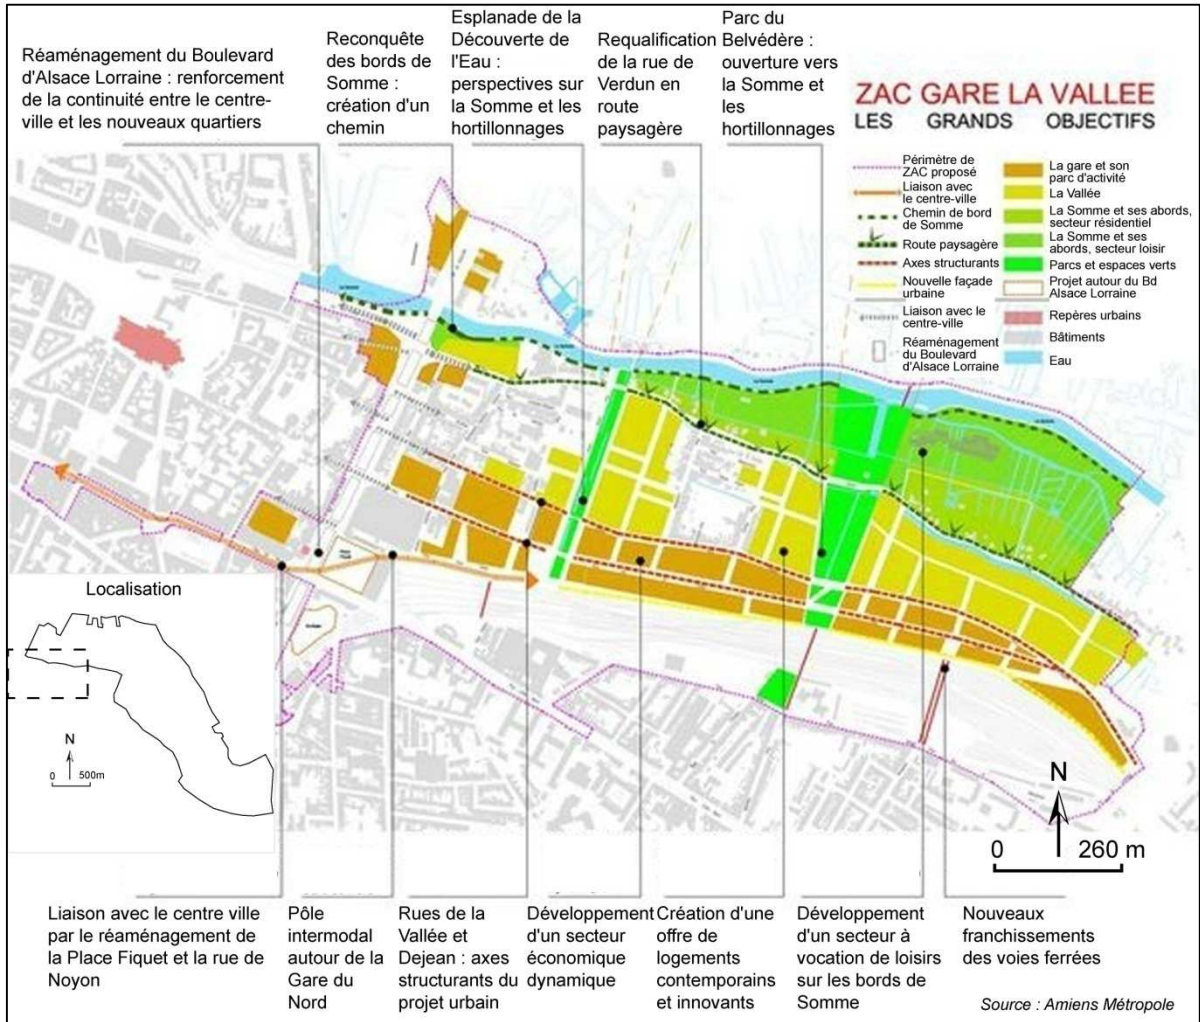 Réaménagement du Boulevard
d'Alsace Lorraine : renforcement
de la continuité entre le centre-
ville et les nouveaux quartiers
Reconquête
des bords de
Somme :
création d'un
chemin
Esplanade de la
Découverte de
l'Eau :
perspectives sur
la Somme et les
hortillonnages
Requalification
de la rue de
Verdun en
route
paysagère
Parc du
Belvédère :
ouverture vers
la Somme et
les
hortillonnages
ZAC GARE LA VALLEE
LES GRANDS OBJECTIFS
Périmètre de
ZAC proposé
Liaison avec
le centre-ville
Chemin de bord
de Somme
Route paysagère
Axes structurants
Nouvelle façade
urbaine
Liaison avec le
centre-ville
Réaménagement
du Boulevard
d'Alsace Lorraine
La gare et son
parc d'activité
La Vallée
La Somme et ses abords,
secteur résidentiel
La Somme et ses
abords, secteur loisir
Parcs et espaces verts
Projet autour du Bd
Alsace Lorraine
Repères urbains
Bâtiments
Eau
Localisation
N
0 500m
N
0 260 m
Liaison avec le centre ville
par le réaménagement de
la Place Fiquet et la rue de
Noyon
Pôle
intermodal
autour de la
Gare du
Nord
Rues de la
Vallée et
Dejean : axes
structurants du
projet urbain
Développement
d'un secteur
économique
dynamique
Création d'une
offre de
logements
contemporains
et innovants
Développement
d'un secteur à
vocation de loisirs
sur les bords de
Somme
Nouveaux
franchissements
des voies ferrées
Source : Amiens Métropole